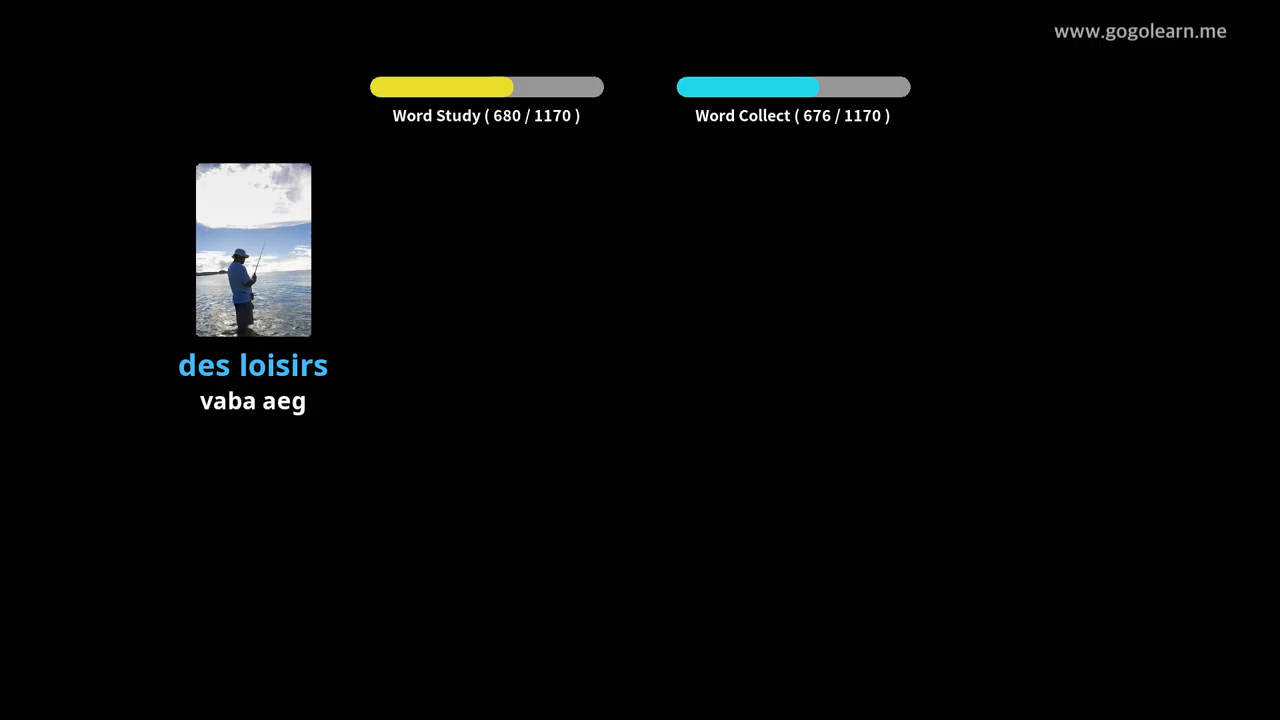 www.gogolearn.me
Word Study ( 680 / 1170 )
Word Collect ( 676 / 1170 )
des loisirs
vaba aeg